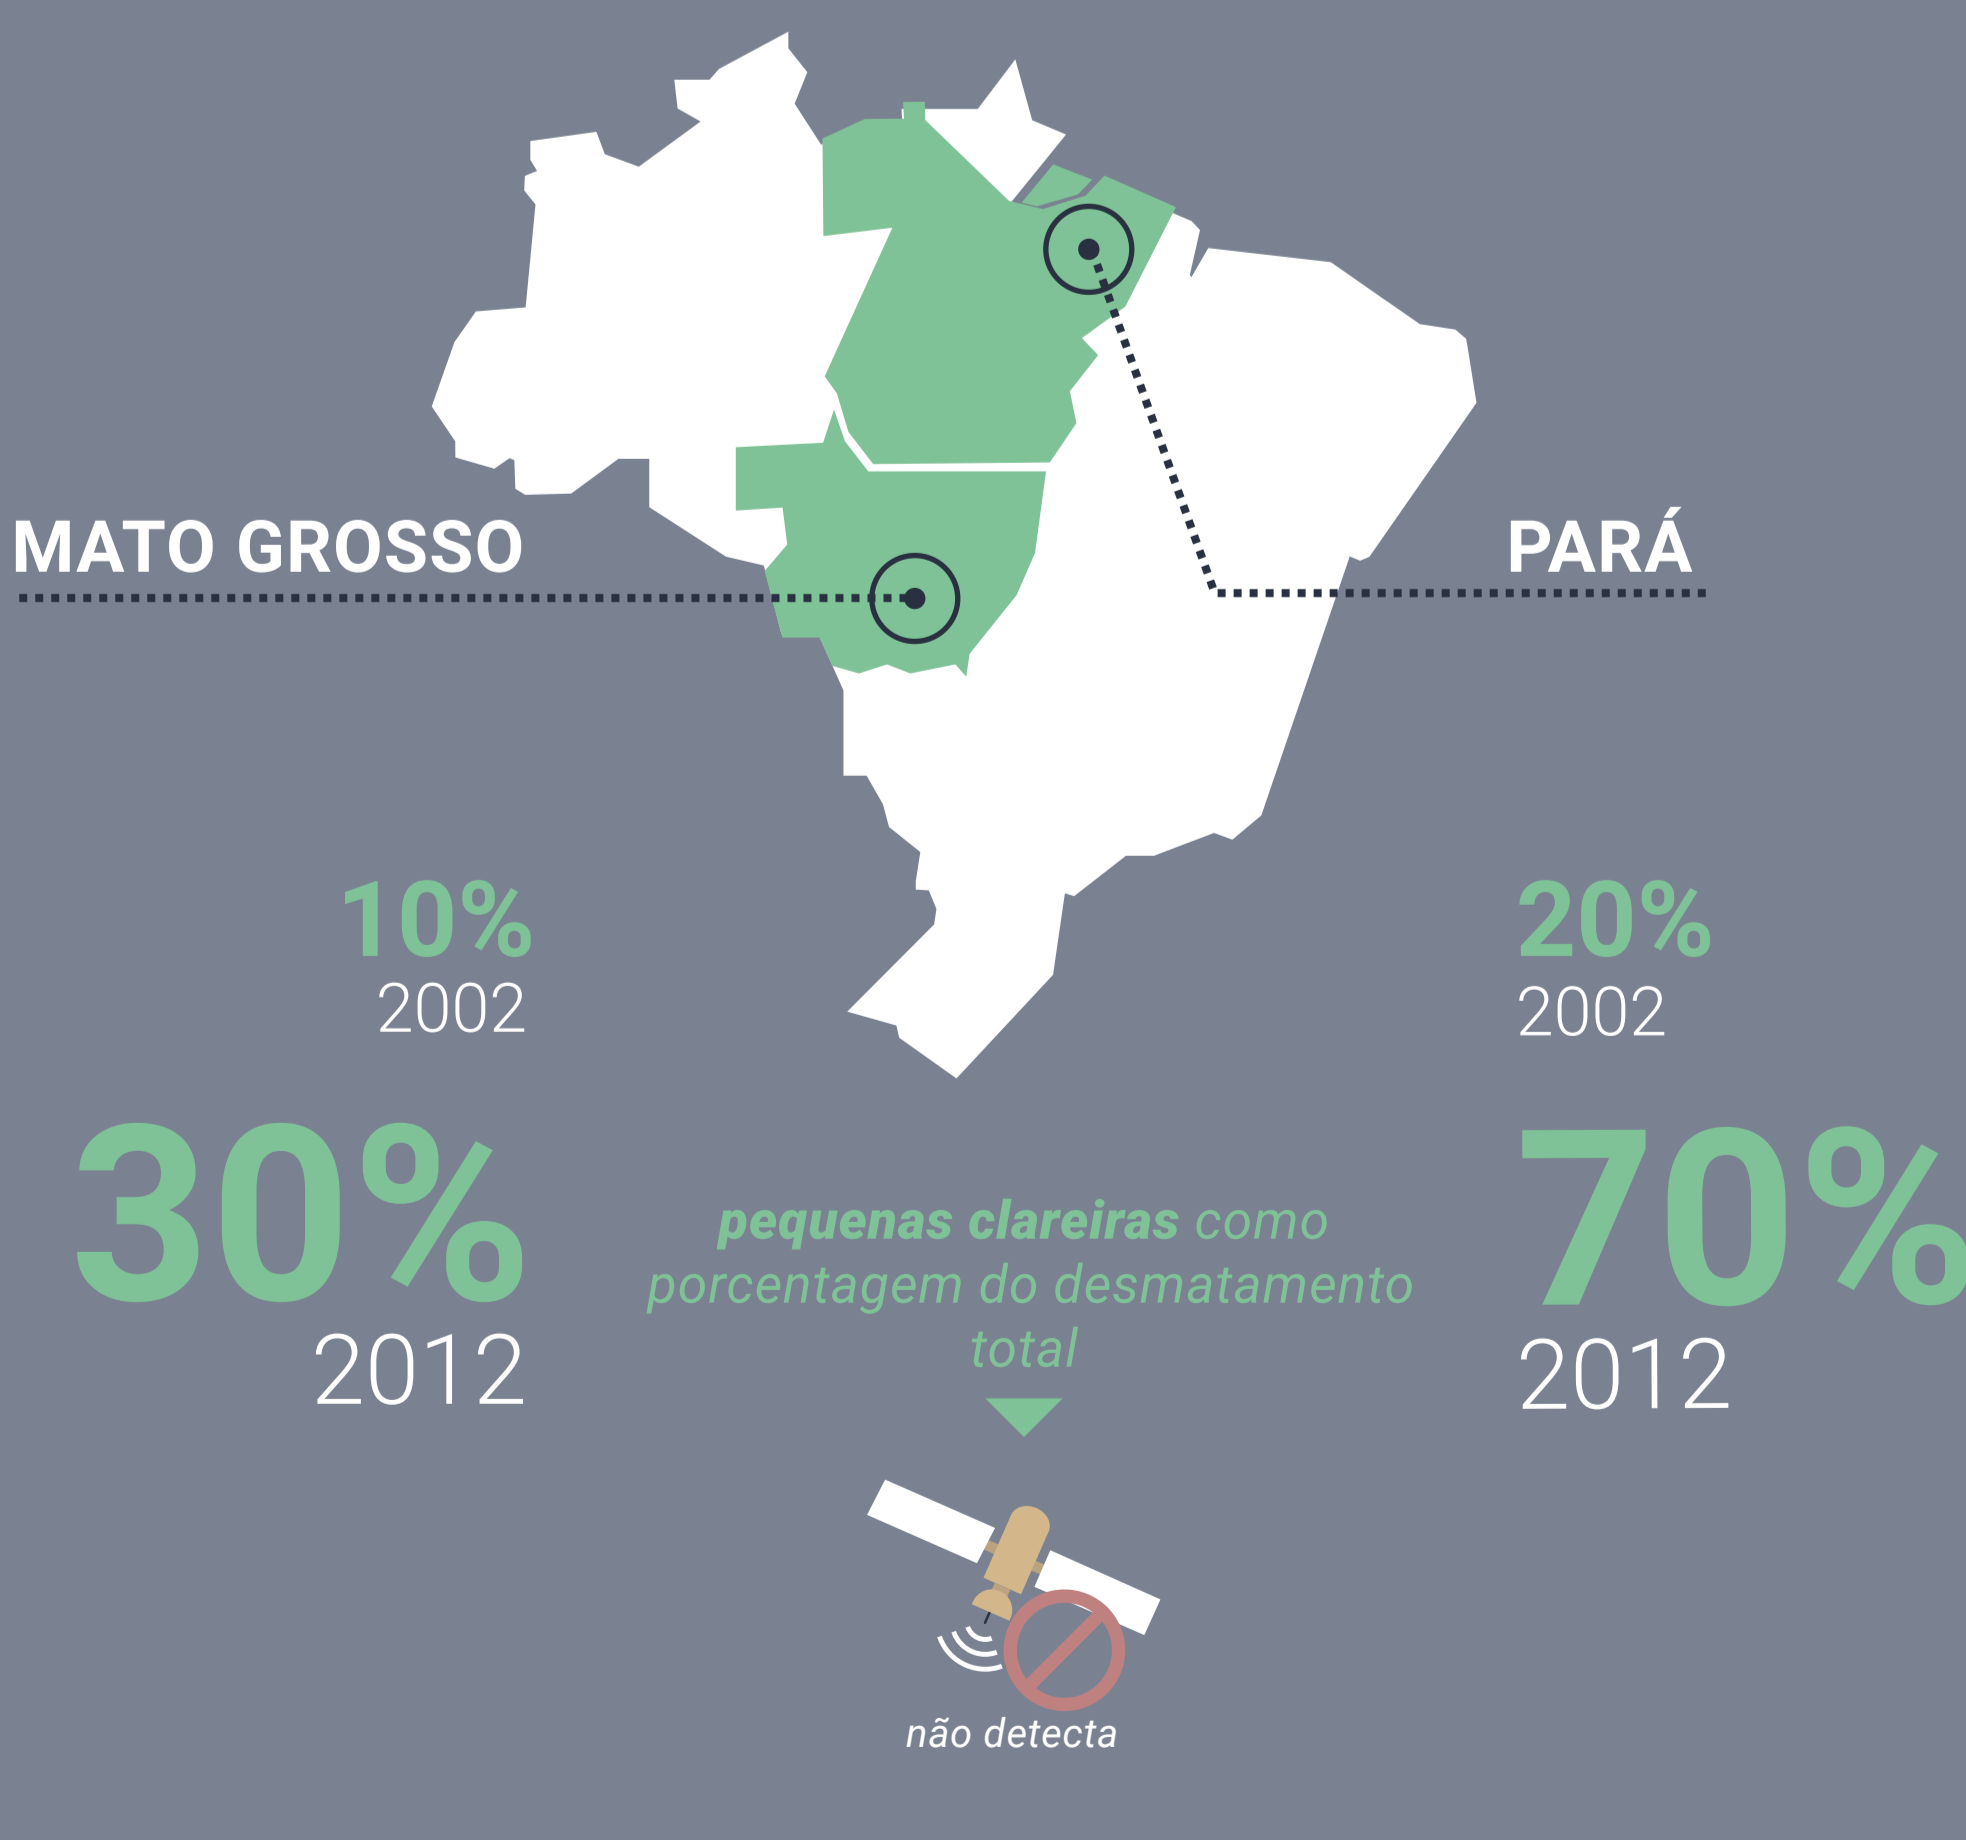 MATO GROSSO
PARÁ
10%
2002
20%
2002
30%
2012
70%
2012
pequenas clareiras como
porcentagem do desmatamento
total
não detecta